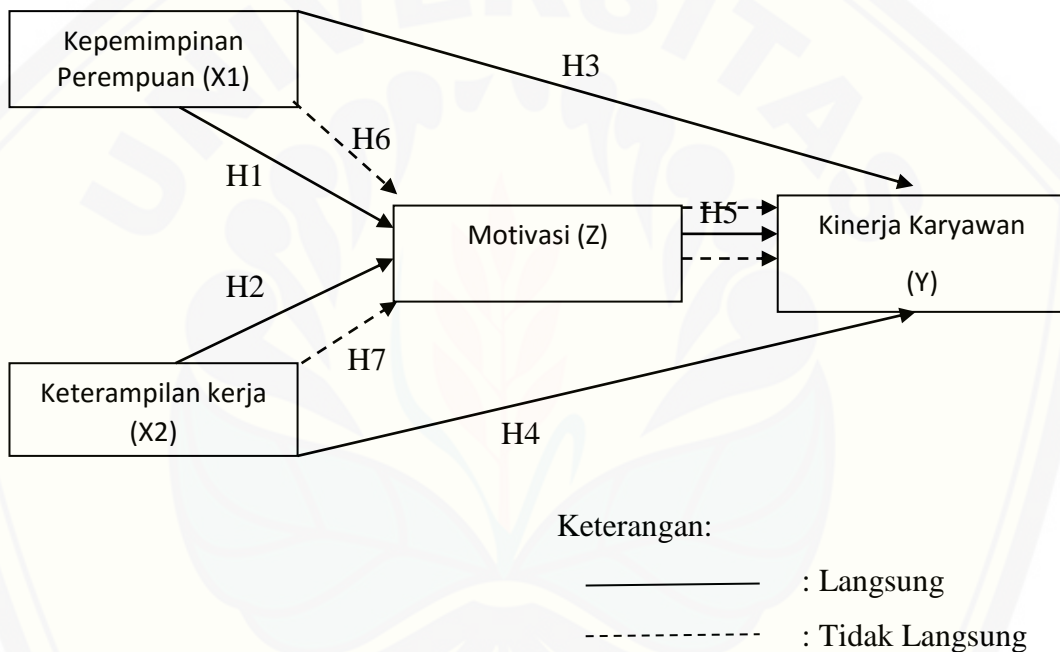 UNIVERSITAS
Kepemimpinan
Perempuan (X1)
H3
H6
H1
Motivasi (Z)
H5
Kinerja Karyawan
(Y)
H2
H7
Keterampilan kerja
(X2)
H4
Keterangan:
: Langsung
: Tidak Langsung